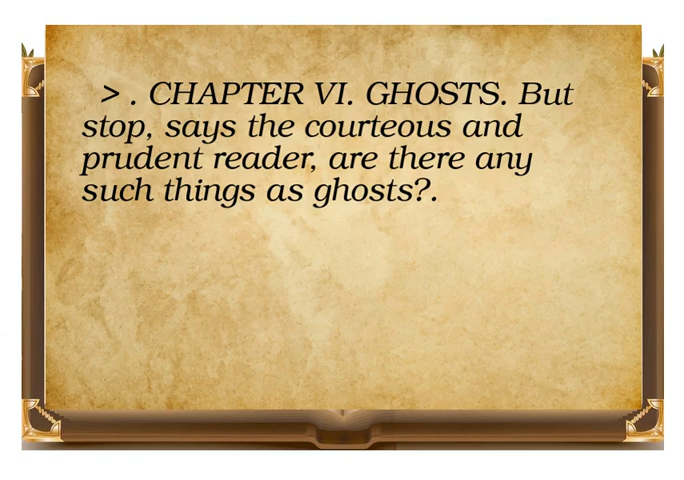 > . CHAPTER VI. GHOSTS. But
stop, says the courteous and
prudent reader, are there any
such things as ghosts?.